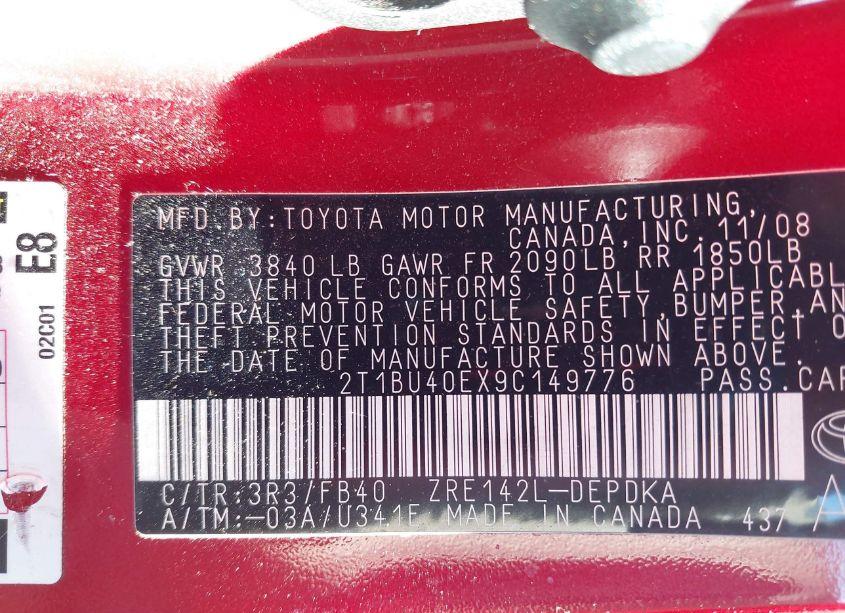 MFD.BY:TOYOTA MOTOR MANUFACTURING,
CANADA,INC. 11/08
GVWR 3840 LB GAWR FR 2090LB RR 1850LB
THIS VEHICLE CONFORMS TO ALL APPLICABL
FEDERAL MOTOR VEHICLE SAFETY,BUMPER,AN
THEFT PREVENTION STANDARDS IN EFFECT O
THE DATE OF MANUFACTURE SHOWN ABOVE.
2T1BU40EX9C149776 PASS.CAR
C/TR:3R3/FB40 ZRE142L-DEPDKA
A/TM:-03A/U341E MADE IN CANADA 437 A
E8
02C01